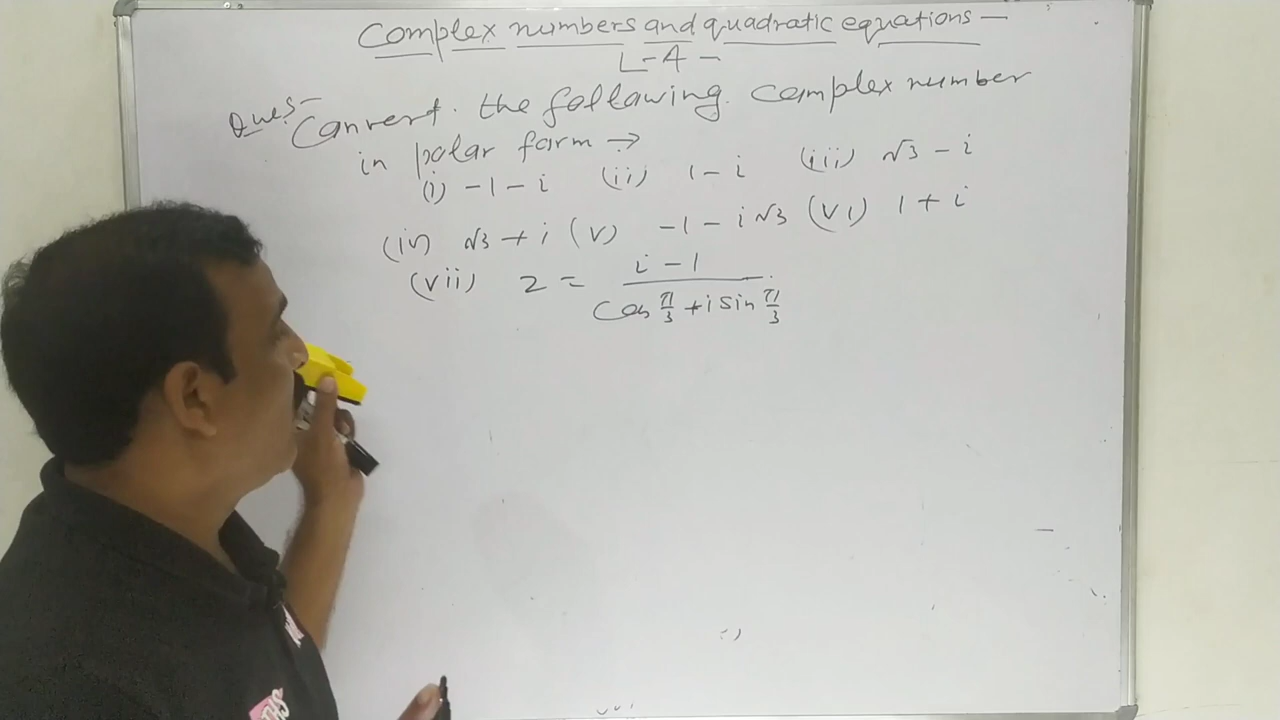 Complex numbers and quadratic equations —
L-4 -
Ques- Convert the following complex number
in polar form →
(i) -1-i (ii) 1-i (iii) √3-i
(iv) √3+i (v) -1-i√3 (vi) 1+i
(vii) z = (i-1)/(cos π/3 + i sin π/3)